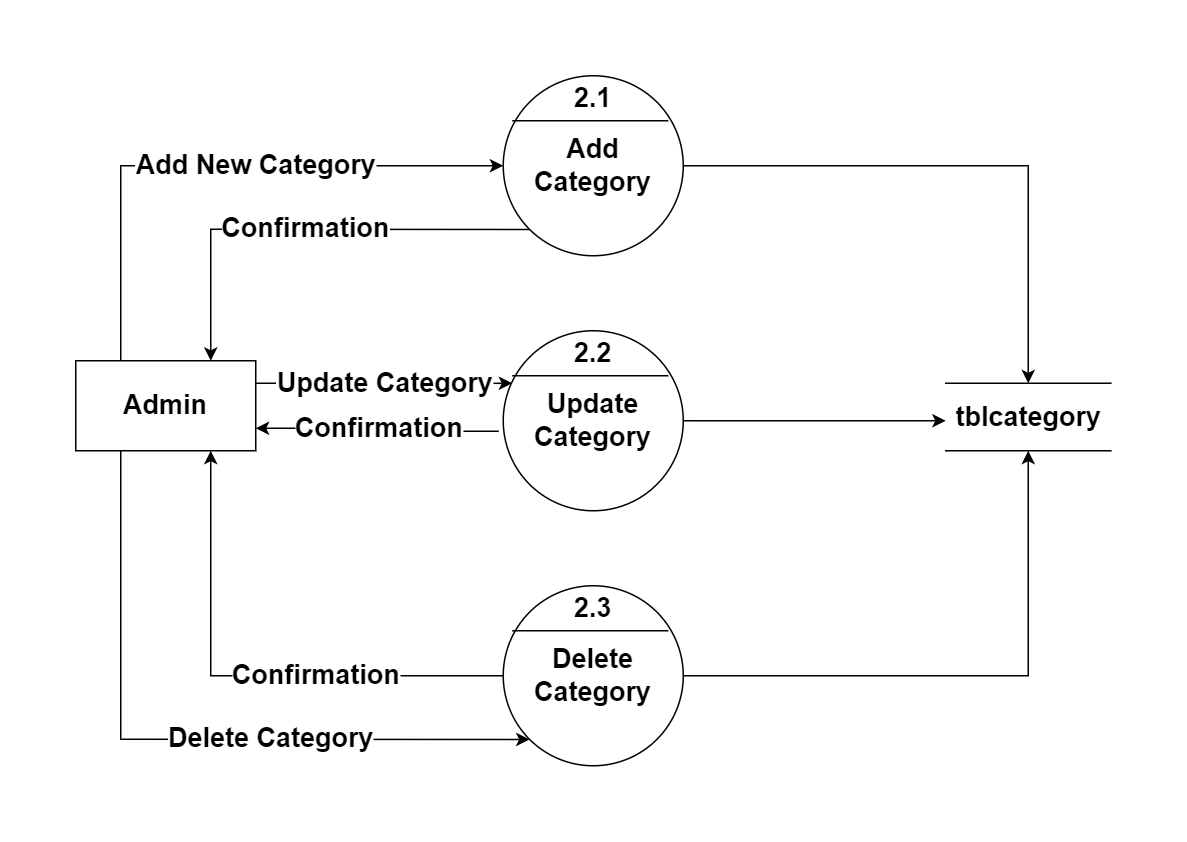 2.1
Add
Category
Add New Category
Confirmation
2.2
Update Category
Update
Category
Admin
Confirmation
tblcategory
2.3
Delete
Category
Confirmation
Delete Category